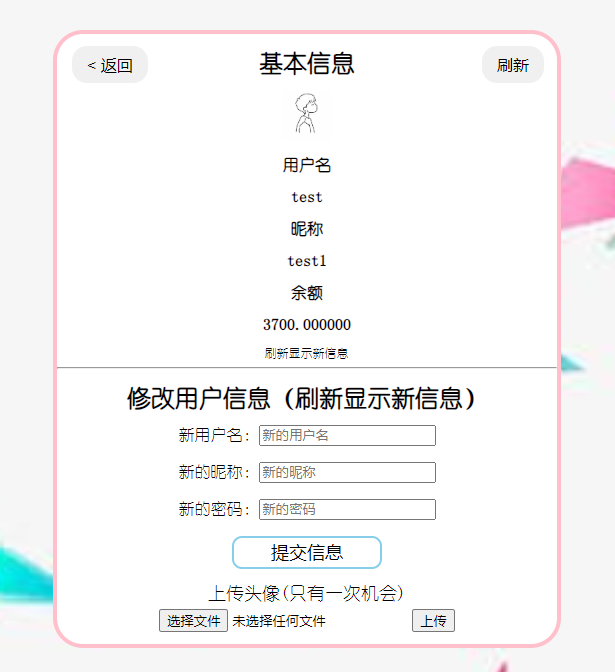 < 返回 基本信息 刷新
用户名
test
昵称
test1
余额
3700.000000
刷新显示新信息
修改用户信息（刷新显示新信息）
新用户名: 新的用户名
新的昵称: 新的昵称
新的密码: 新的密码
提交信息
上传头像(只有一次机会)
选择文件 未选择任何文件 上传